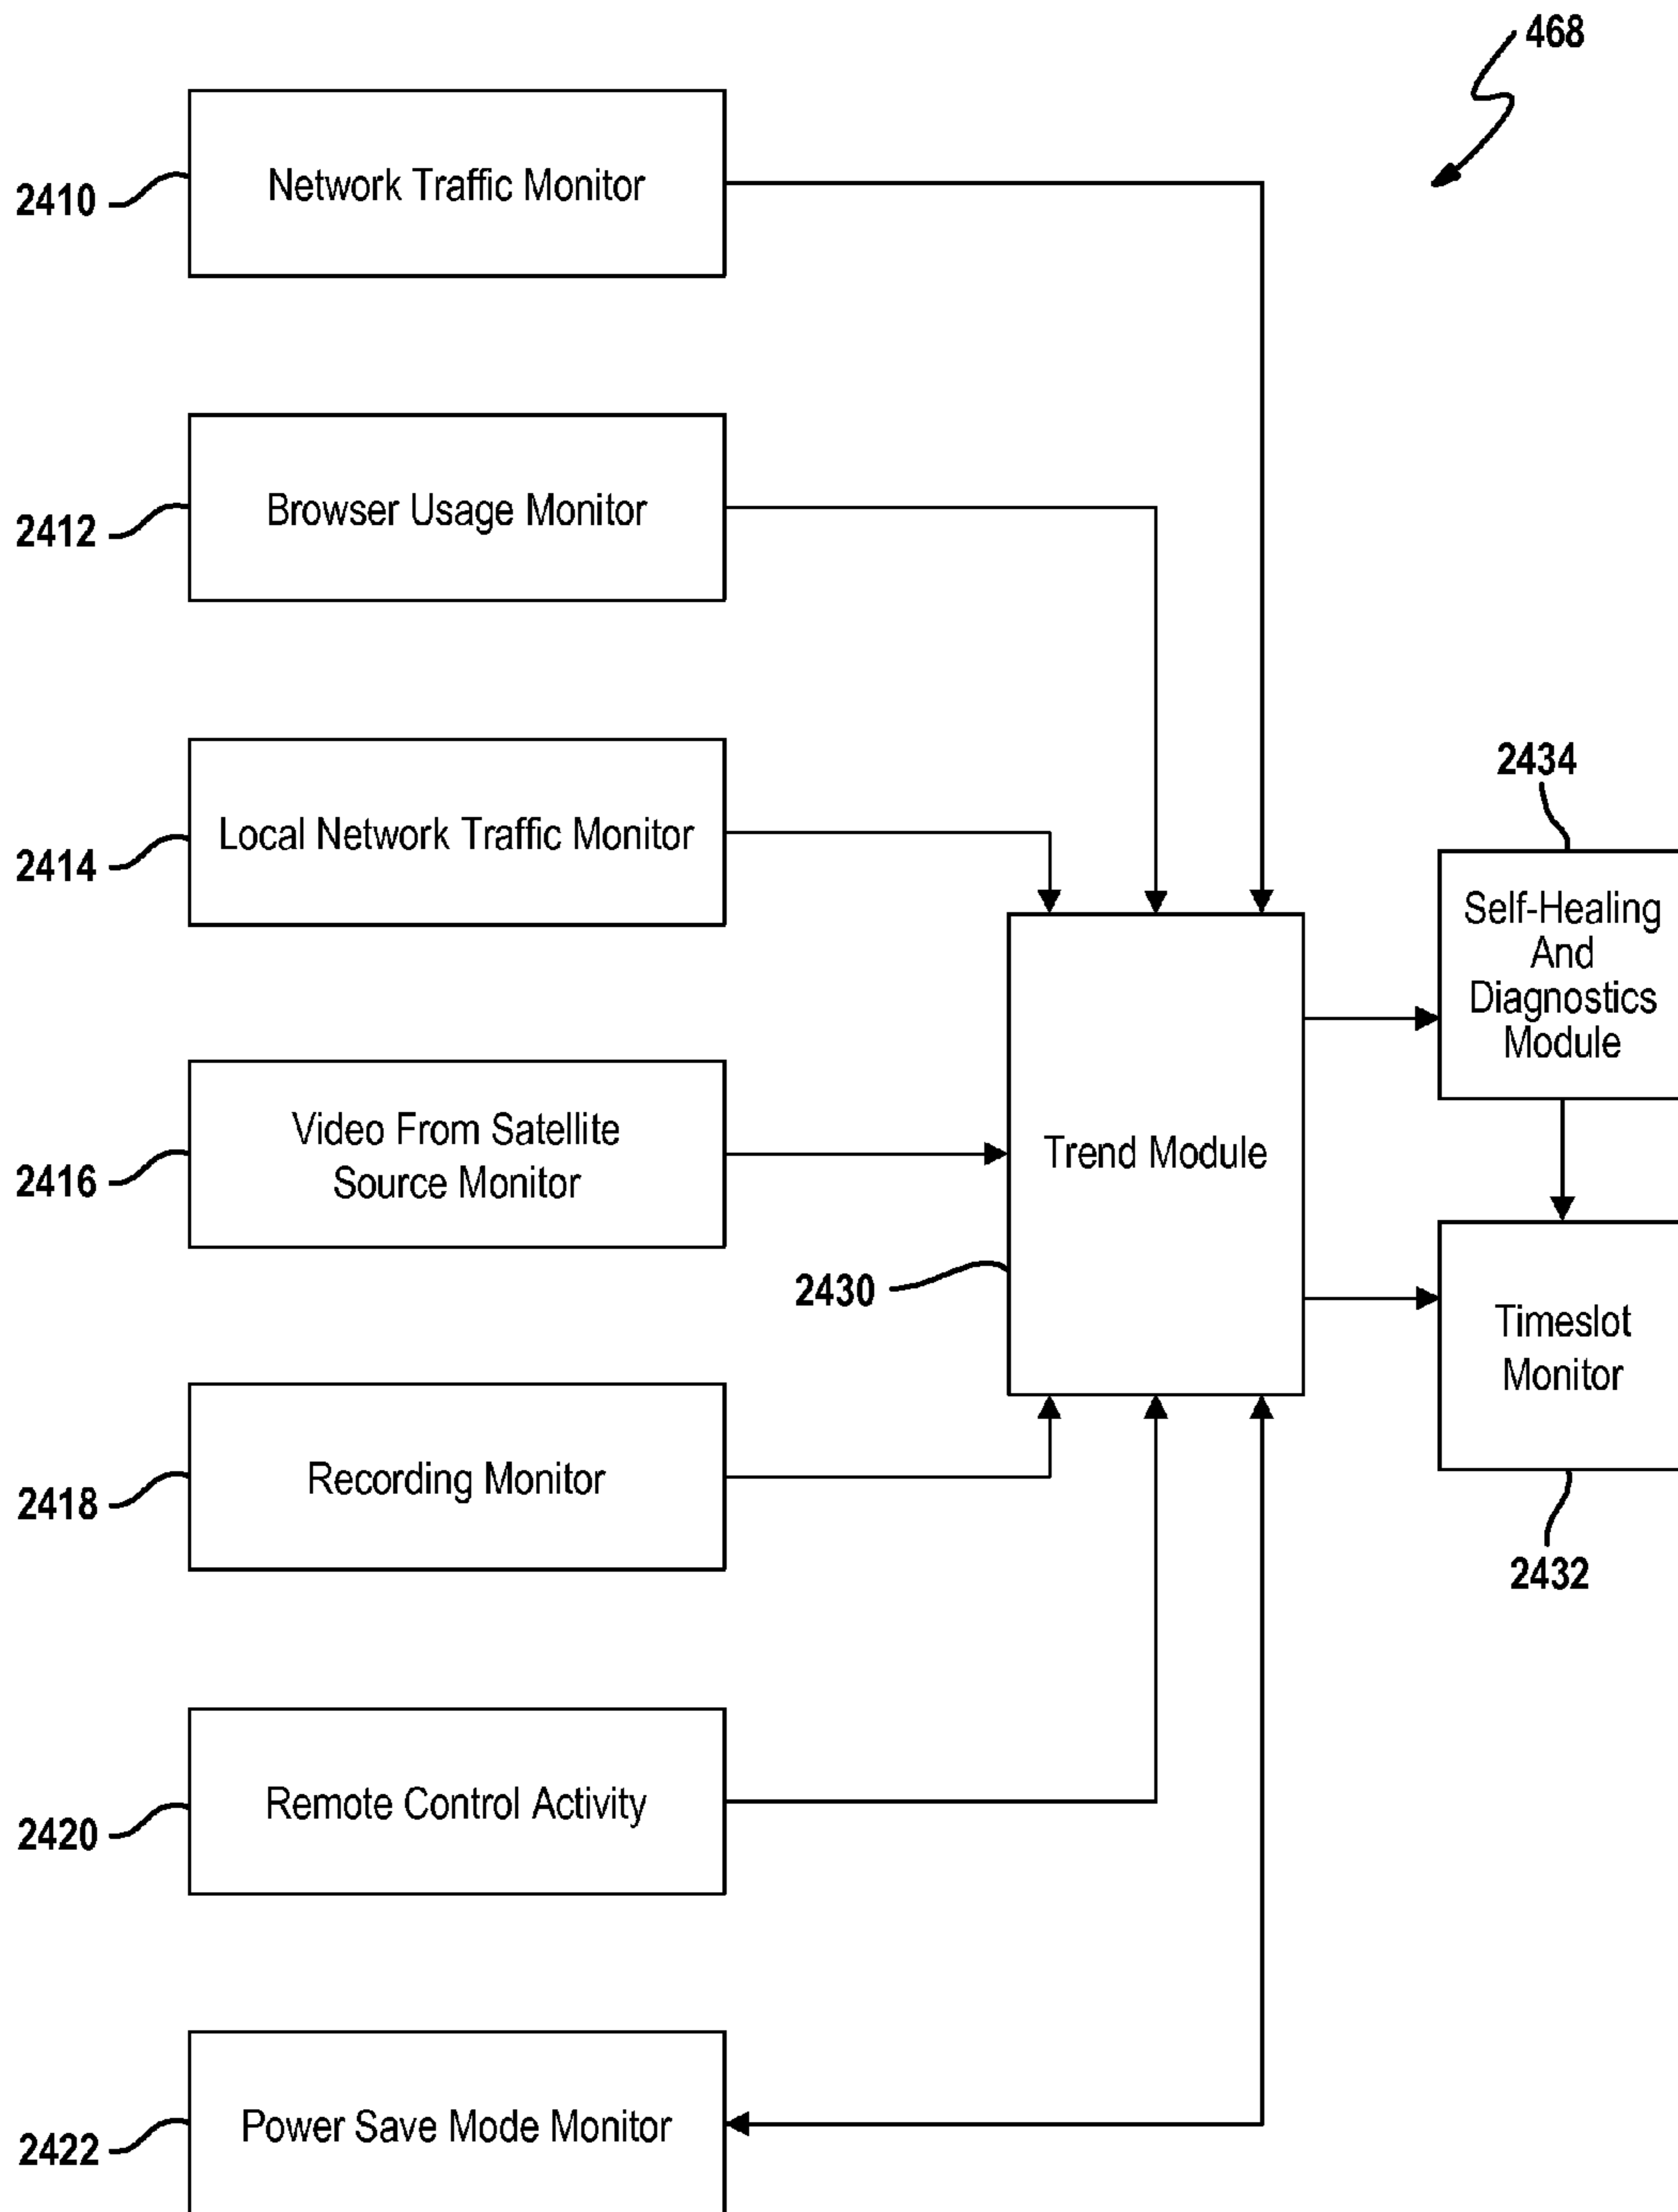 468
2410
Network Traffic Monitor
2412
Browser Usage Monitor
2414
Local Network Traffic Monitor
2434
Self-Healing
And
Diagnostics
Module
2416
Video From Satellite
Source Monitor
Trend Module
2430
Timeslot
Monitor
2432
2418
Recording Monitor
2420
Remote Control Activity
2422
Power Save Mode Monitor